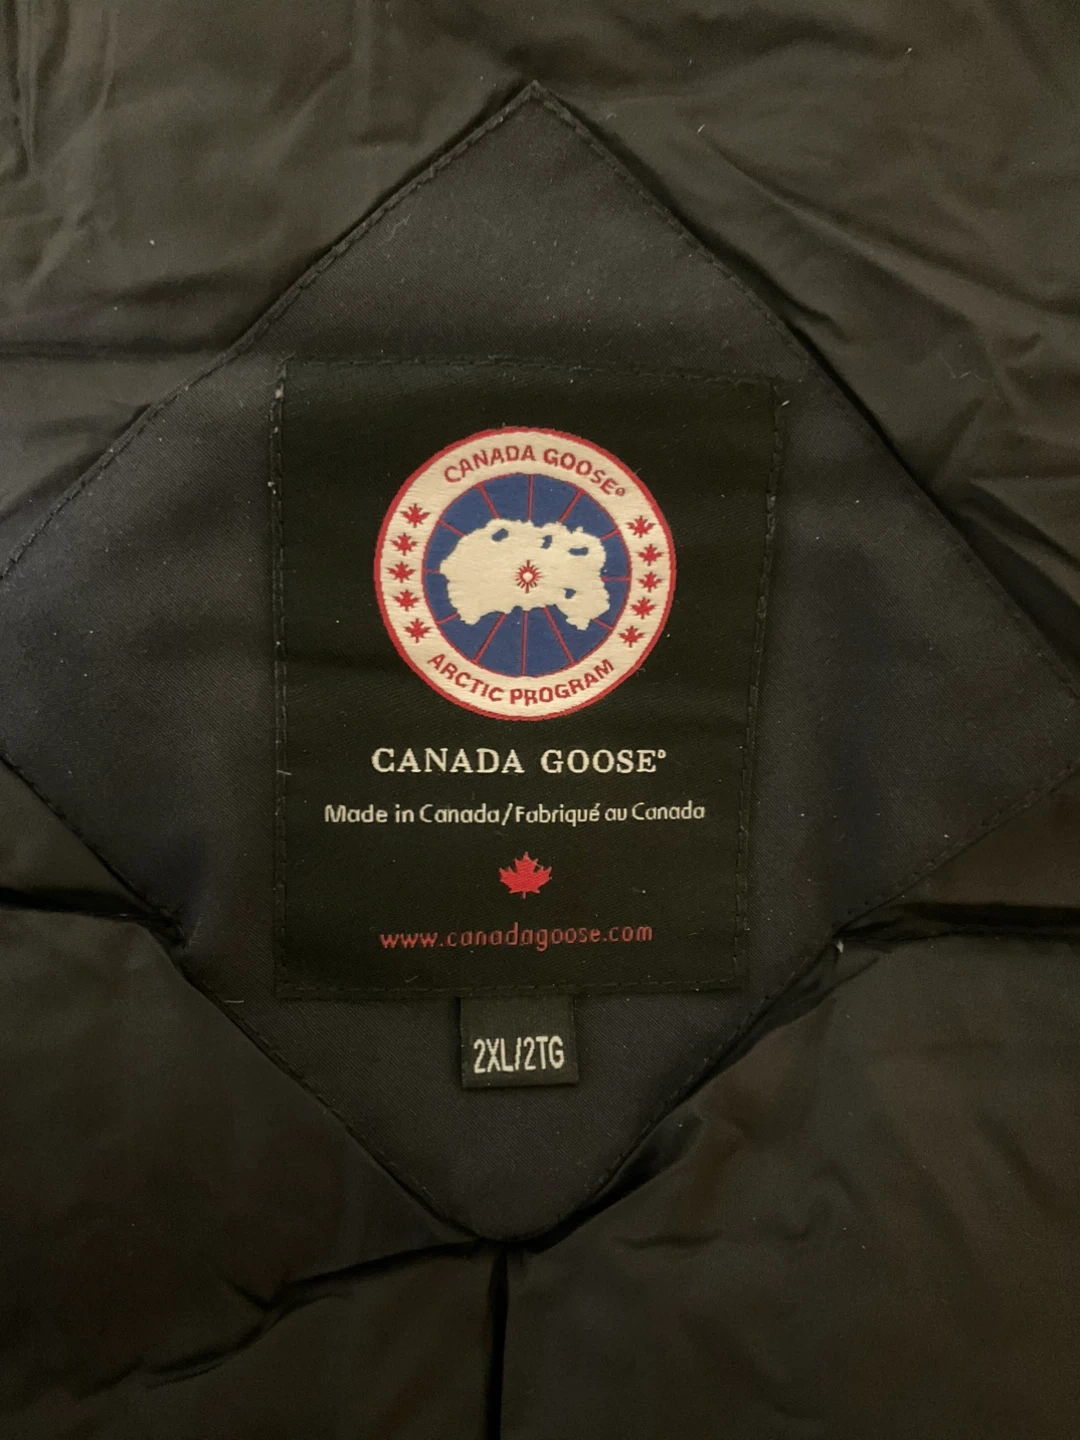 CANADA GOOSE®
ARCTIC PROGRAM
CANADA GOOSE®
Made in Canada/Fabriqué au Canada
www.canadagoose.com
2XL/2TG